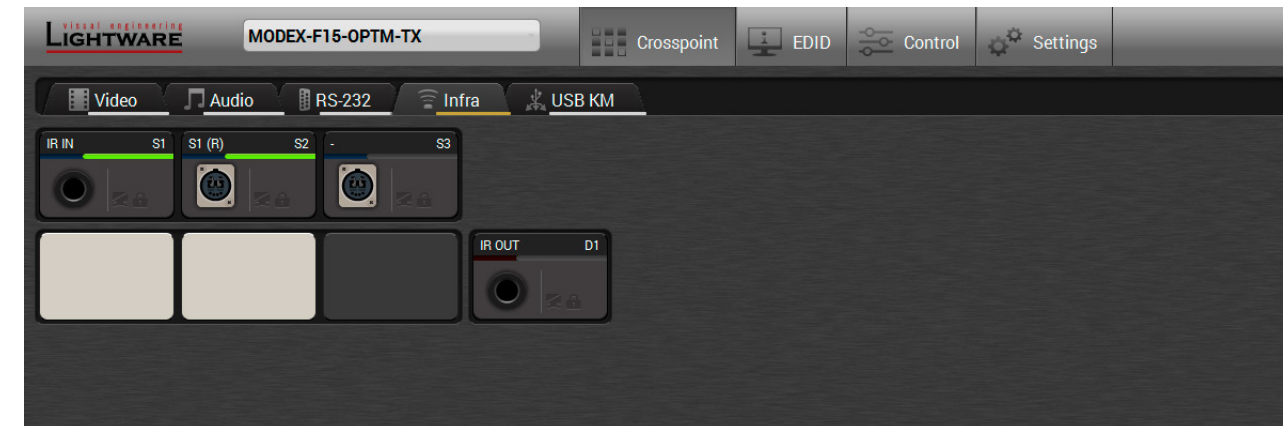 visual engineering
LIGHTWARE
MODEX-F15-OPTM-TX
Crosspoint
EDID
Control
Settings
Video
Audio
RS-232
Infra
USB KM
IR IN S1
S1 (R) S2
- S3
IR OUT D1